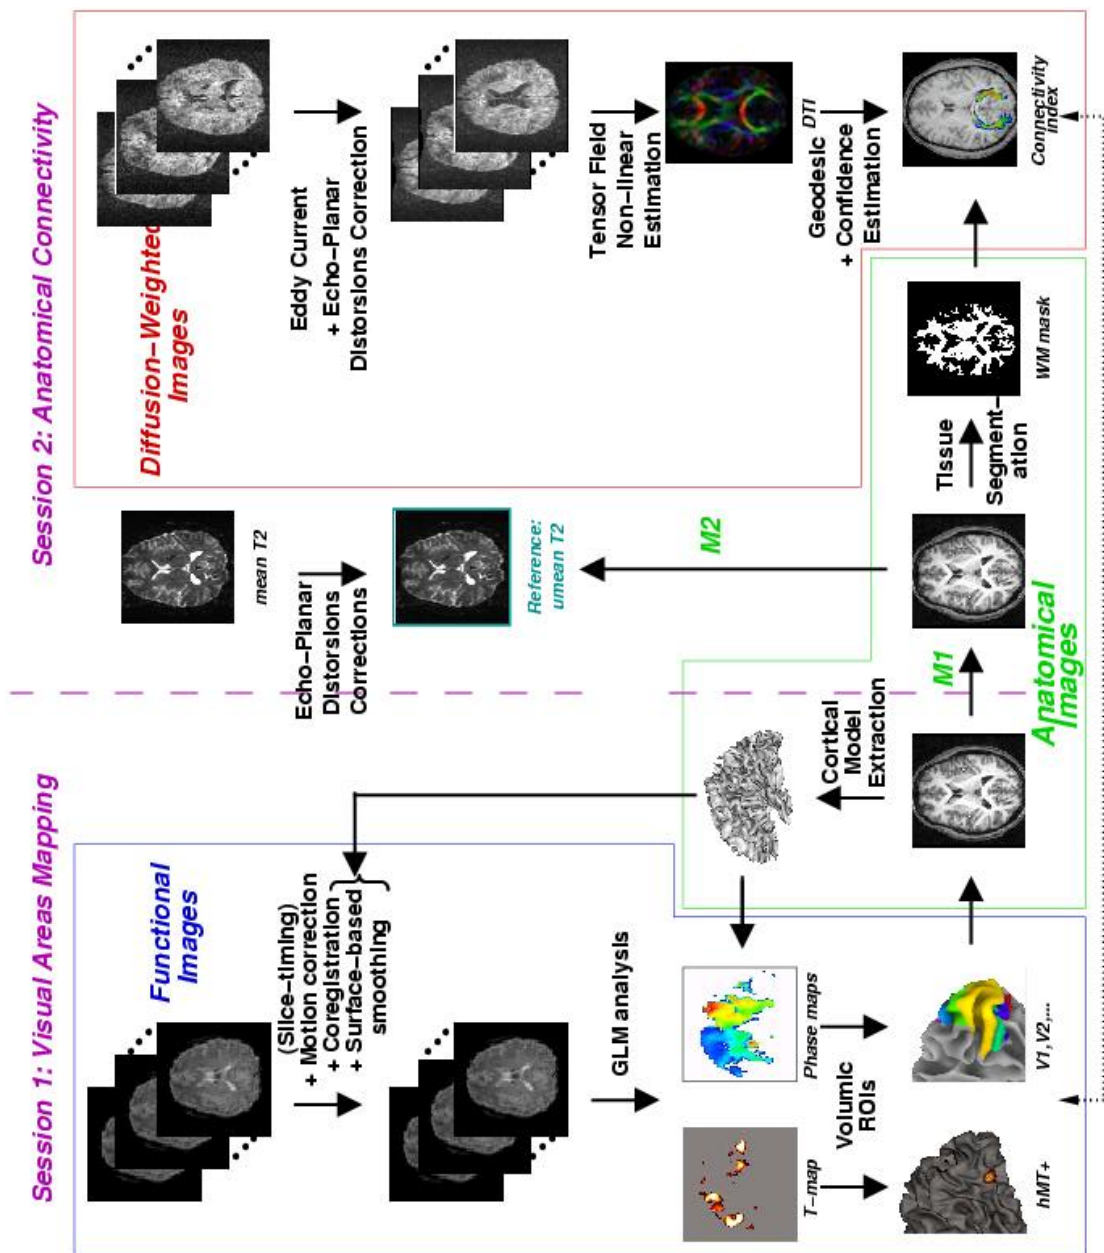 Session 1: Visual Areas Mapping
Session 2: Anatomical Connectivity
Functional
Images
(Slice-timing)
+ Motion correction
+ Coregistration
+ Surface-based
smoothing
GLM analysis
T-map
Phase maps
Volumic
ROIs
hMT+
V1,V2,...
Cortical
Model
Extraction
Anatomical
Images
M1
M2
mean T2
Echo-Planar
Distorsions
Corrections
Reference:
umean T2
Tissue
Segment-
ation
WM mask
Diffusion-Weighted
Images
Eddy Current
+ Echo-Planar
Distorsions Correction
Tensor Field
Non-linear
Estimation
DTI
Geodesic
+ Confidence
Estimation
Connectivity
index